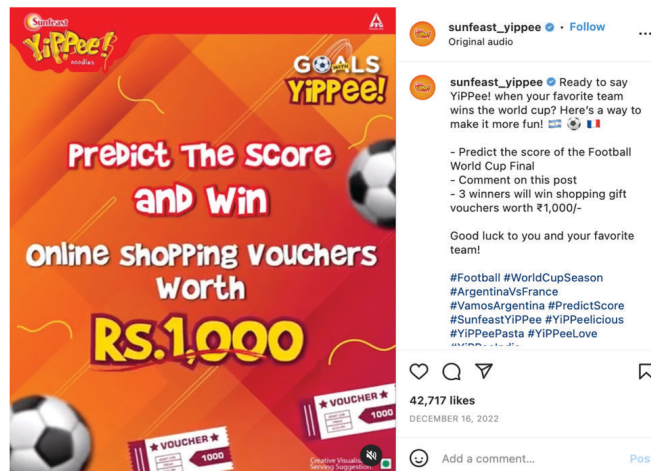 Sunfeast
YiPPee!
noodles
GOALS
WITH
YiPPee!
Predict The Score
and Win
Online Shopping Vouchers
Worth
RS.1,000
★ VOUCHER ★
1000
★ VOUCHER ★
1000
Creative Visualis
Serving Suggestion
sunfeast_yippee • Follow
Original audio
sunfeast_yippee Ready to say
YiPPee! when your favorite team
wins the world cup? Here's a way to
make it more fun! 🇦🇷 ⚽ 🇫🇷
- Predict the score of the Football
World Cup Final
- Comment on this post
- 3 winners will win shopping gift
vouchers worth ₹1,000/-
Good luck to you and your favorite
team!
#Football #WorldCupSeason
#ArgentinaVsFrance
#VamosArgentina #PredictScore
#SunfeastYiPPee #YiPPeelicious
#YiPPeePasta #YiPPeeLove
42,717 likes
DECEMBER 16, 2022
Add a comment...
Pos